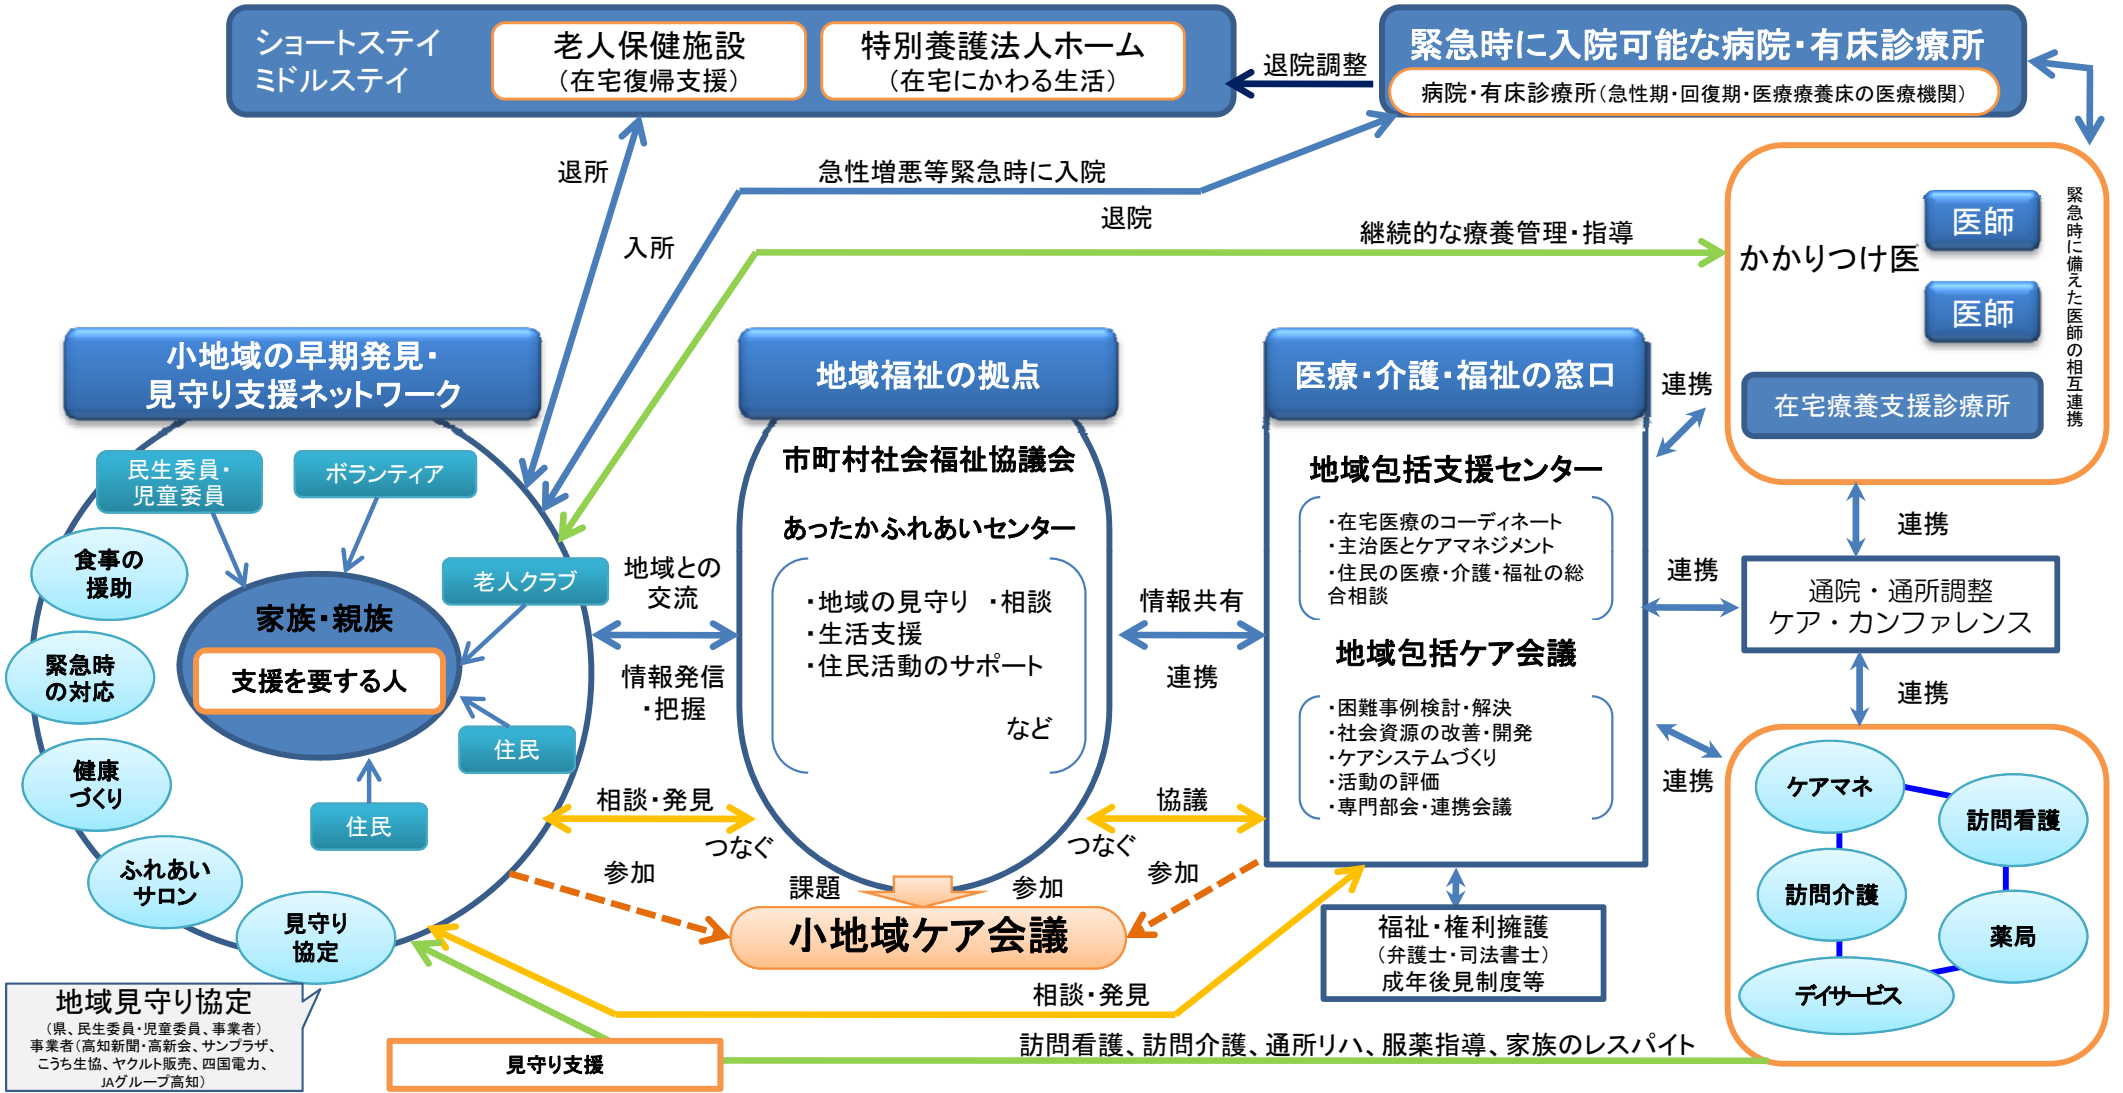 ショートステイ
ミドルステイ
老人保健施設
（在宅復帰支援）
特別養護法人ホーム
（在宅にかわる生活）
退院調整
緊急時に入院可能な病院・有床診療所
病院・有床診療所（急性期・回復期・医療療養床の医療機関）
退所
入所
急性増悪等緊急時に入院
退院
継続的な療養管理・指導
かかりつけ医
医師
医師
緊急時に備えた医師の相互連携
在宅療養支援診療所
小地域の早期発見・
見守り支援ネットワーク
民生委員・
児童委員
ボランティア
老人クラブ
住民
住民
家族・親族
支援を要する人
食事の
援助
緊急時
の対応
健康
づくり
ふれあい
サロン
見守り
協定
地域見守り協定
（県、民生委員・児童委員、事業者）
事業者（高知新聞・高新会、サンプラザ、
こうち生協、ヤクルト販売、四国電力、
JAグループ高知）
地域との
交流
情報発信
・把握
相談・発見
つなぐ
参加
地域福祉の拠点
市町村社会福祉協議会
あったかふれあいセンター
・地域の見守り　・相談
・生活支援
・住民活動のサポート
など
課題
参加
小地域ケア会議
情報共有
連携
協議
つなぐ
参加
医療・介護・福祉の窓口
地域包括支援センター
・在宅医療のコーディネート
・主治医とケアマネジメント
・住民の医療・介護・福祉の総
合相談
地域包括ケア会議
・困難事例検討・解決
・社会資源の改善・開発
・ケアシステムづくり
・活動の評価
・専門部会・連携会議
福祉・権利擁護
（弁護士・司法書士）
成年後見制度等
連携
連携
連携
連携
通院・通所調整
ケア・カンファレンス
連携
ケアマネ
訪問看護
訪問介護
薬局
デイサービス
相談・発見
見守り支援
訪問看護、訪問介護、通所リハ、服薬指導、家族のレスパイト